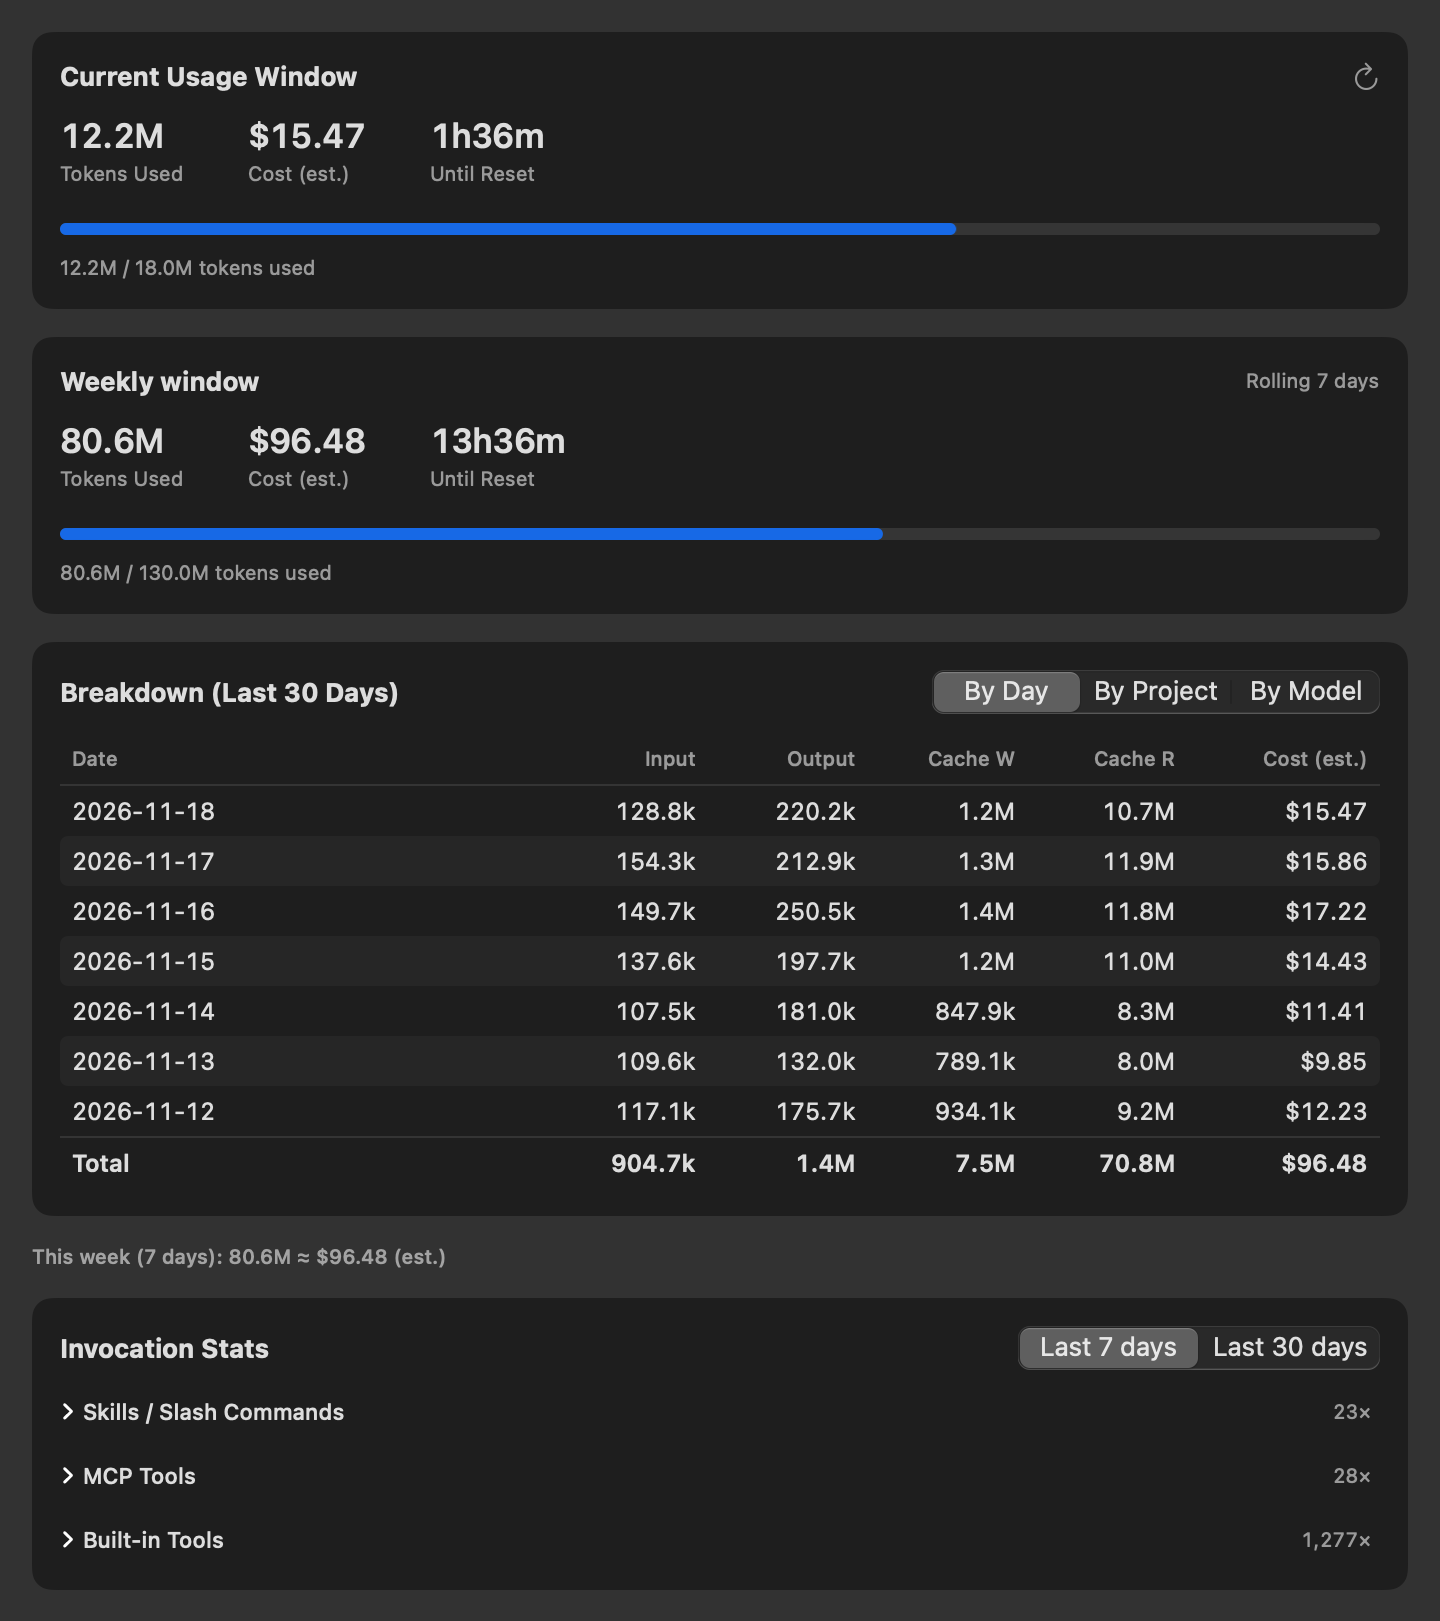 Current Usage Window
12.2M $15.47 1h36m
Tokens Used Cost (est.) Until Reset
12.2M / 18.0M tokens used
Weekly window Rolling 7 days
80.6M $96.48 13h36m
Tokens Used Cost (est.) Until Reset
80.6M / 130.0M tokens used
Breakdown (Last 30 Days) By Day By Project By Model
Date Input Output Cache W Cache R Cost (est.)
2026-11-18 128.8k 220.2k 1.2M 10.7M $15.47
2026-11-17 154.3k 212.9k 1.3M 11.9M $15.86
2026-11-16 149.7k 250.5k 1.4M 11.8M $17.22
2026-11-15 137.6k 197.7k 1.2M 11.0M $14.43
2026-11-14 107.5k 181.0k 847.9k 8.3M $11.41
2026-11-13 109.6k 132.0k 789.1k 8.0M $9.85
2026-11-12 117.1k 175.7k 934.1k 9.2M $12.23
Total 904.7k 1.4M 7.5M 70.8M $96.48
This week (7 days): 80.6M ≈ $96.48 (est.)
Invocation Stats Last 7 days Last 30 days
Skills / Slash Commands 23×
MCP Tools 28×
Built-in Tools 1,277×